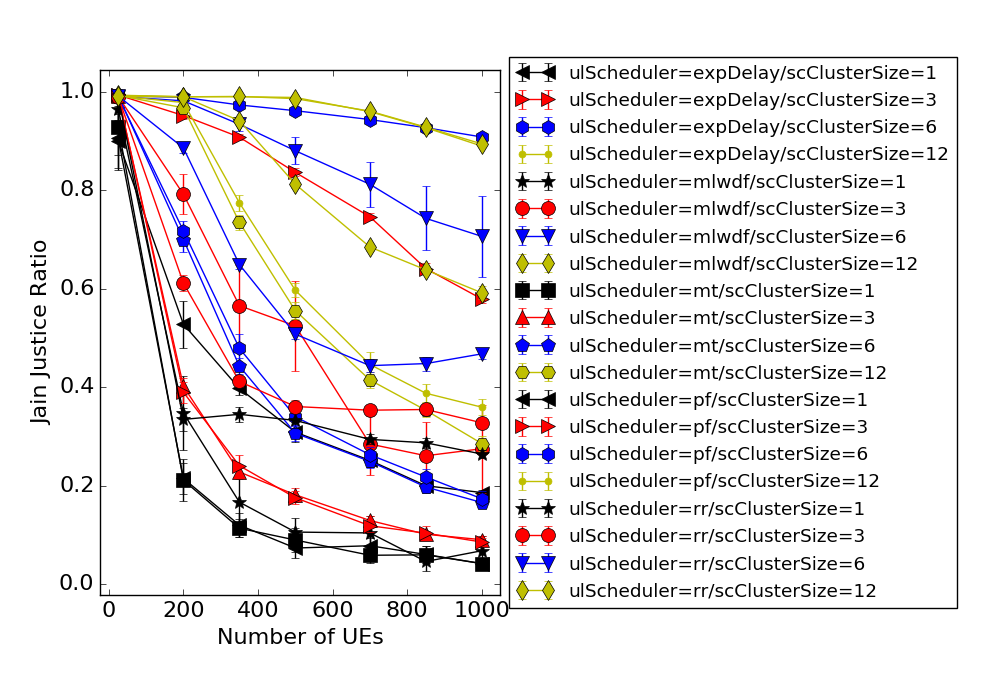 1.0
0.8
0.6
0.4
0.2
0.0
Jain Justice Ratio
0 200 400 600 800 1000
Number of UEs
ulScheduler=expDelay/scClusterSize=1
ulScheduler=expDelay/scClusterSize=3
ulScheduler=expDelay/scClusterSize=6
ulScheduler=expDelay/scClusterSize=12
ulScheduler=mlwdf/scClusterSize=1
ulScheduler=mlwdf/scClusterSize=3
ulScheduler=mlwdf/scClusterSize=6
ulScheduler=mlwdf/scClusterSize=12
ulScheduler=mt/scClusterSize=1
ulScheduler=mt/scClusterSize=3
ulScheduler=mt/scClusterSize=6
ulScheduler=mt/scClusterSize=12
ulScheduler=pf/scClusterSize=1
ulScheduler=pf/scClusterSize=3
ulScheduler=pf/scClusterSize=6
ulScheduler=pf/scClusterSize=12
ulScheduler=rr/scClusterSize=1
ulScheduler=rr/scClusterSize=3
ulScheduler=rr/scClusterSize=6
ulScheduler=rr/scClusterSize=12